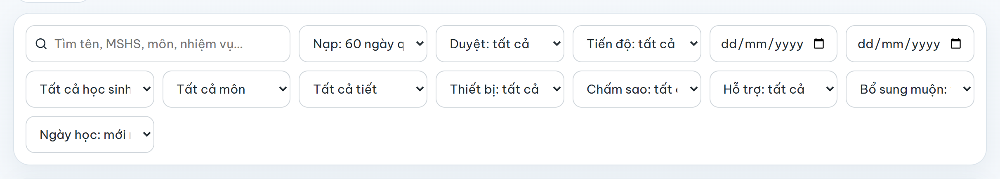 Tìm tên, MSHS, môn, nhiệm vụ...
Nạp: 60 ngày
Duyệt: tất cả
Tiến độ: tất cả
dd/mm/yyyy
dd/mm/yyyy
Tất cả học sinh
Tất cả môn
Tất cả tiết
Thiết bị: tất cả
Chấm sao: tất
Hỗ trợ: tất cả
Bổ sung muộn:
Ngày học: mới